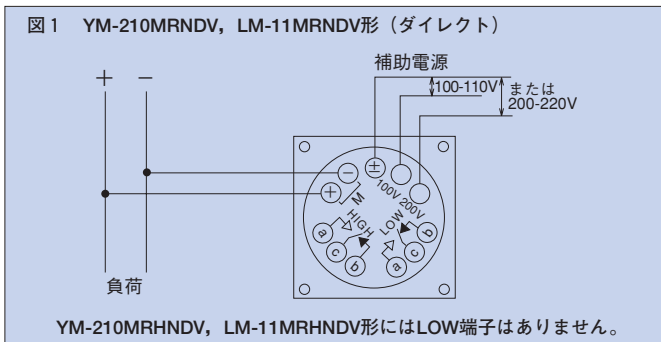 図1 YM-210MRNDV，LM-11MRNDV形（ダイレクト）
＋ −
補助電源
100-110V
または
200-220V
− ± 100V 200V
＋ M
HIGH LOW
a c b
a c b
負荷
YM-210MRHNDV，LM-11MRHNDV形にはLOW端子はありません。